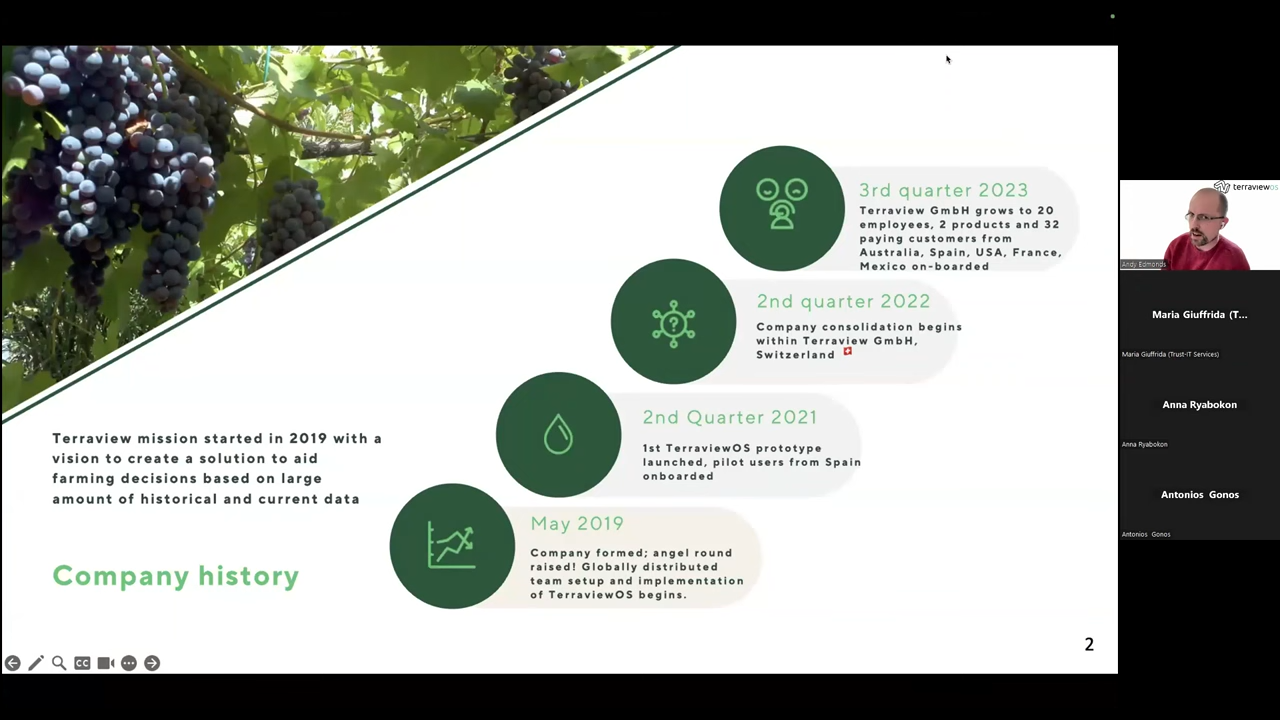 3rd quarter 2023
Terraview GmbH grows to 20
employees, 2 products and 32
paying customers from
Australia, Spain, USA, France,
Mexico on-boarded
2nd quarter 2022
Company consolidation begins
within Terraview GmbH,
Switzerland
2nd Quarter 2021
1st TerraviewOS prototype
launched, pilot users from Spain
onboarded
May 2019
Company formed; angel round
raised! Globally distributed
team setup and implementation
of TerraviewOS begins.
Terraview mission started in 2019 with a
vision to create a solution to aid
farming decisions based on large
amount of historical and current data
Company history
2
CC
terraviewos
Andy Edmonds
Maria Giuffrida (T...
Maria Giuffrida (Trust-IT Services)
Anna Ryabokon
Anna Ryabokon
Antonios Gonos
Antonios Gonos